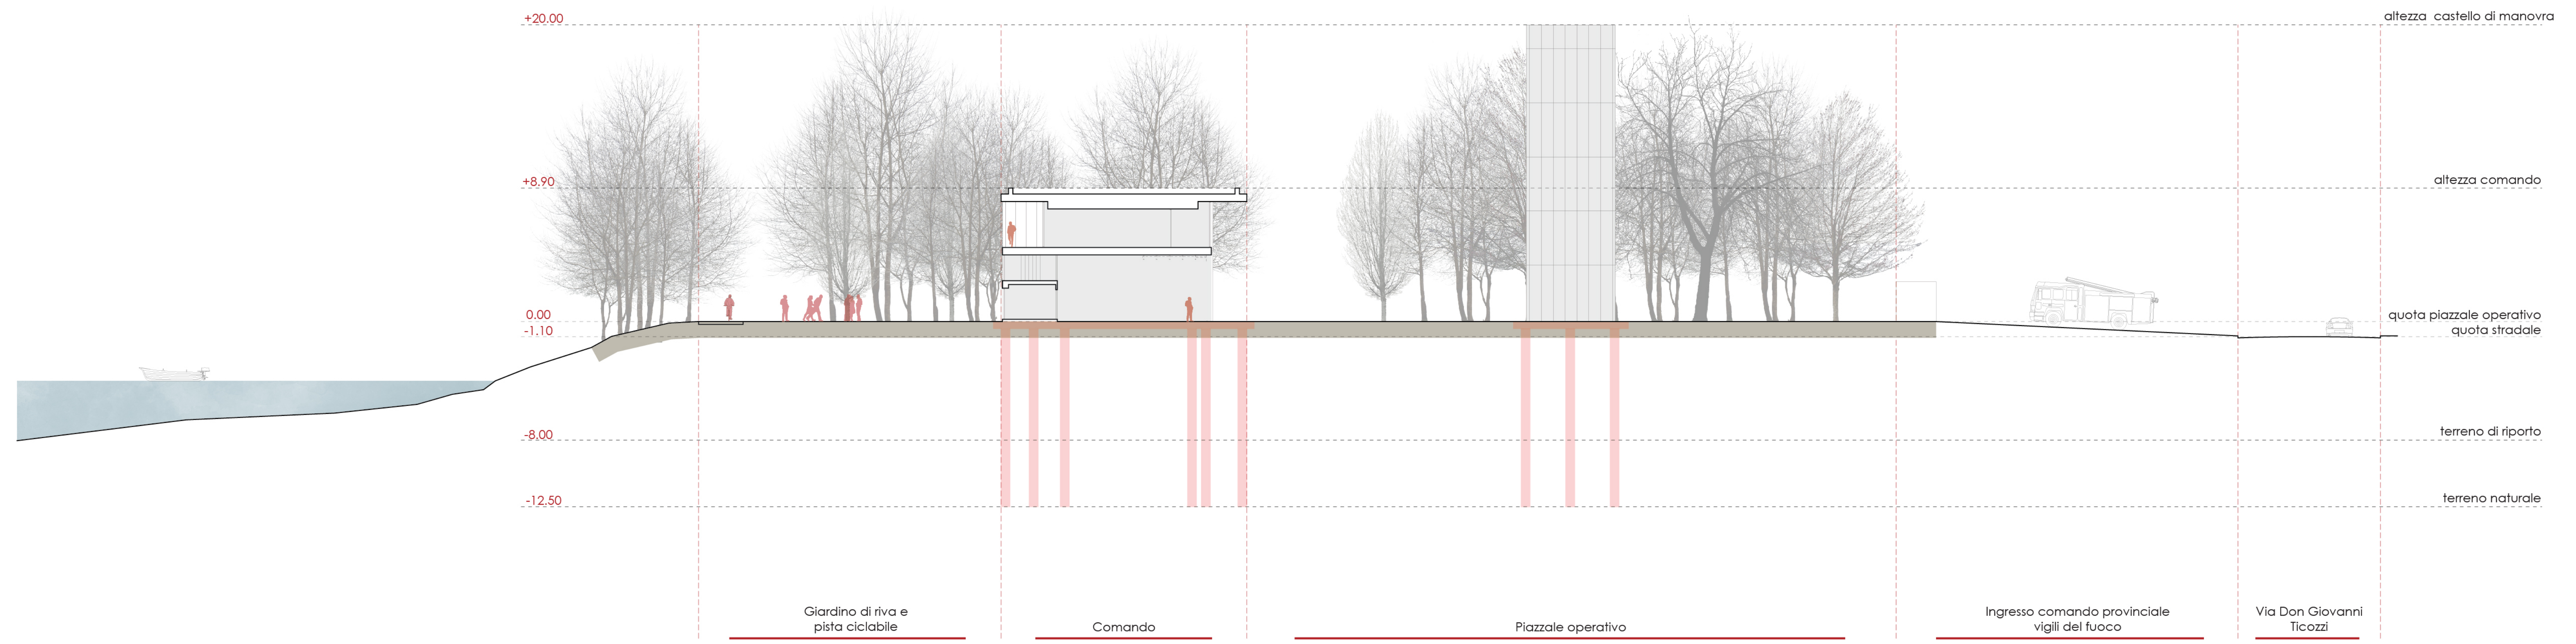 +20.00
altezza castello di manovra
+8.90
altezza comando
0.00
quota piazzale operativo
-1.10
quota stradale
-8.00
terreno di riporto
-12.50
terreno naturale
Giardino di riva e
pista ciclabile
Comando
Piazzale operativo
Ingresso comando provinciale
vigili del fuoco
Via Don Giovanni
Ticozzi